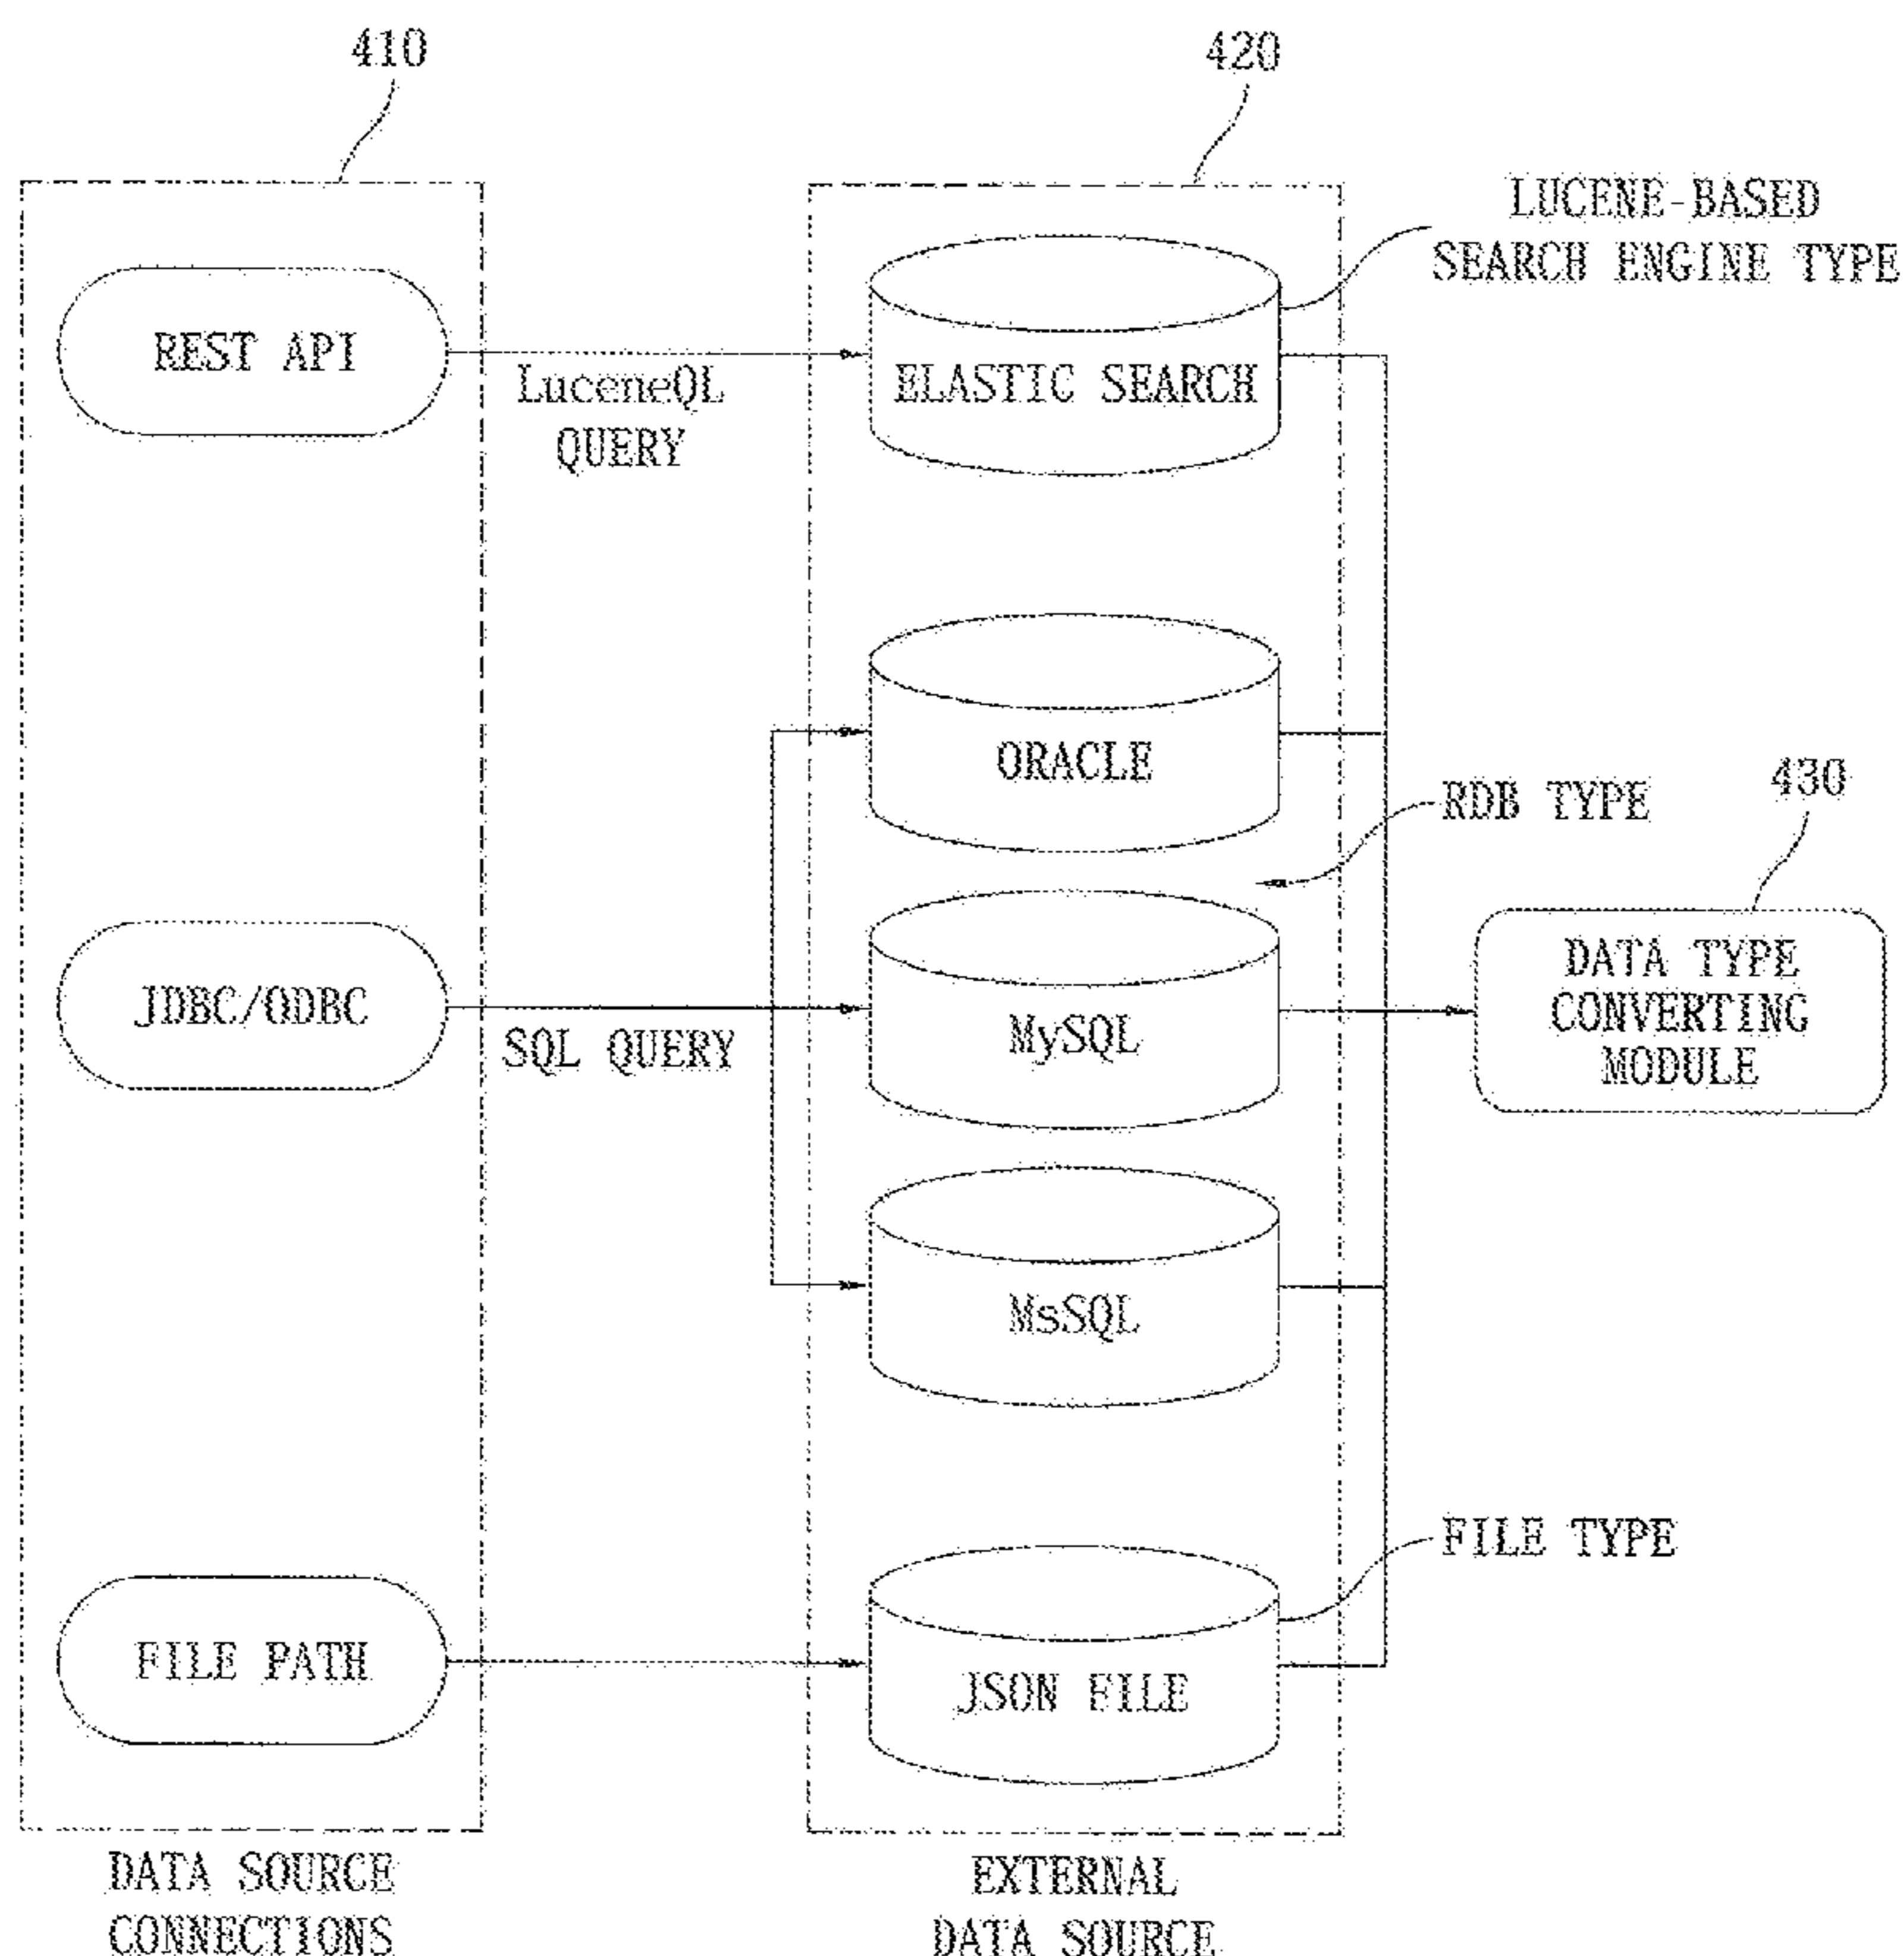 410
420
LUCENE-BASED
SEARCH ENGINE TYPE
REST API
LuceneQL
QUERY
ELASTIC SEARCH
ORACLE
RDB TYPE
430
JDBC/ODBC
SQL QUERY
MySQL
DATA TYPE
CONVERTING
MODULE
MsSQL
FILE TYPE
FILE PATH
JSON FILE
DATA SOURCE
CONNECTIONS
EXTERNAL
DATA SOURCE